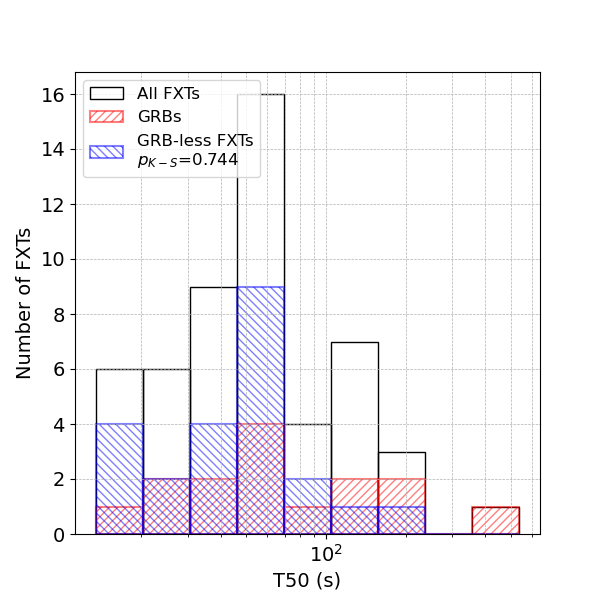 All FXTs
GRBs
GRB-less FXTs
$p_{K-S}$=0.744
16
14
12
10
8
6
4
2
0
Number of FXTs
10²
T50 (s)